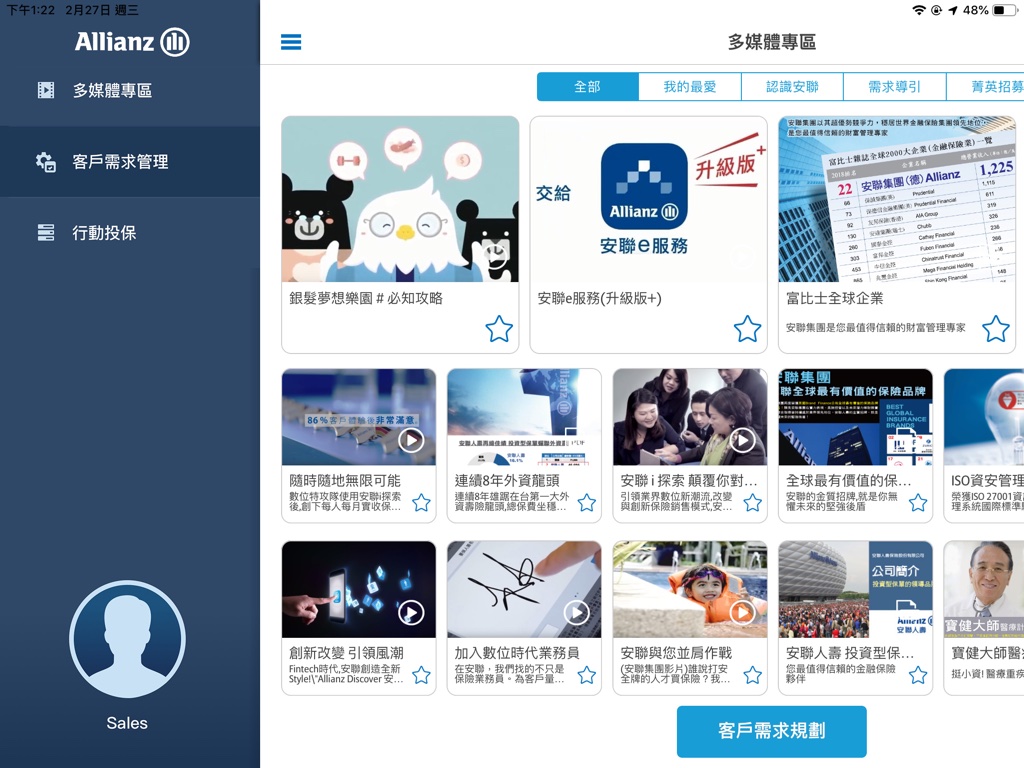 下午1:22 2月27日 週三
48%
Allianz
多媒體專區
客戶需求管理
行動投保
Sales
多媒體專區
全部
我的最愛
認識安聯
需求導引
菁英招募
銀髮夢想樂園 # 必知攻略
交給
Allianz
安聯e服務
升級版+
安聯e服務(升級版+)
安聯集團以其超優勢競爭力，穩居世界金融保險集團領先地位，
是您最值得信賴的財富管理專家
富比士雜誌全球2000大企業(金融保險業)一覽
22 安聯集團(德)Allianz 1,225
富比士全球企業
安聯集團是您最值得信賴的財富管理專家
86%客戶體驗後非常滿意
隨時隨地無限可能
數位特攻隊使用安聯i探索
後,創下每人每月實收保…
連續8年外資龍頭
連續8年雄踞在台第一大外
資壽險龍頭,總保費坐穩…
安聯 i 探索 顛覆你對…
引領業界數位新潮流,改變
與創新保險銷售模式,安…
安聯集團
聯全球最有價值的保險品牌
BEST
GLOBAL
INSURANCE
BRANDS
全球最有價值的保…
安聯的金質招牌,就是你無
懼未來的堅強後盾
ISO資安管理
榮獲ISO 27001資
理系統國際標準
創新改變 引領風潮
Fintech時代,安聯創造全新
Style!\"Allianz Discover 安…
加入數位時代業務員
在安聯，我們找的不只是
保險業務員。為客戶量…
安聯與您並肩作戰
(安聯集團影片)誰說打安
全牌的人才買保險？我…
公司簡介
投資型保單的領導品
Allianz
安聯人壽
安聯人壽 投資型保…
您最值得信賴的金融保險
夥伴
寶健大師醫療計
寶健大師醫
挺小資! 醫療重疾
客戶需求規劃